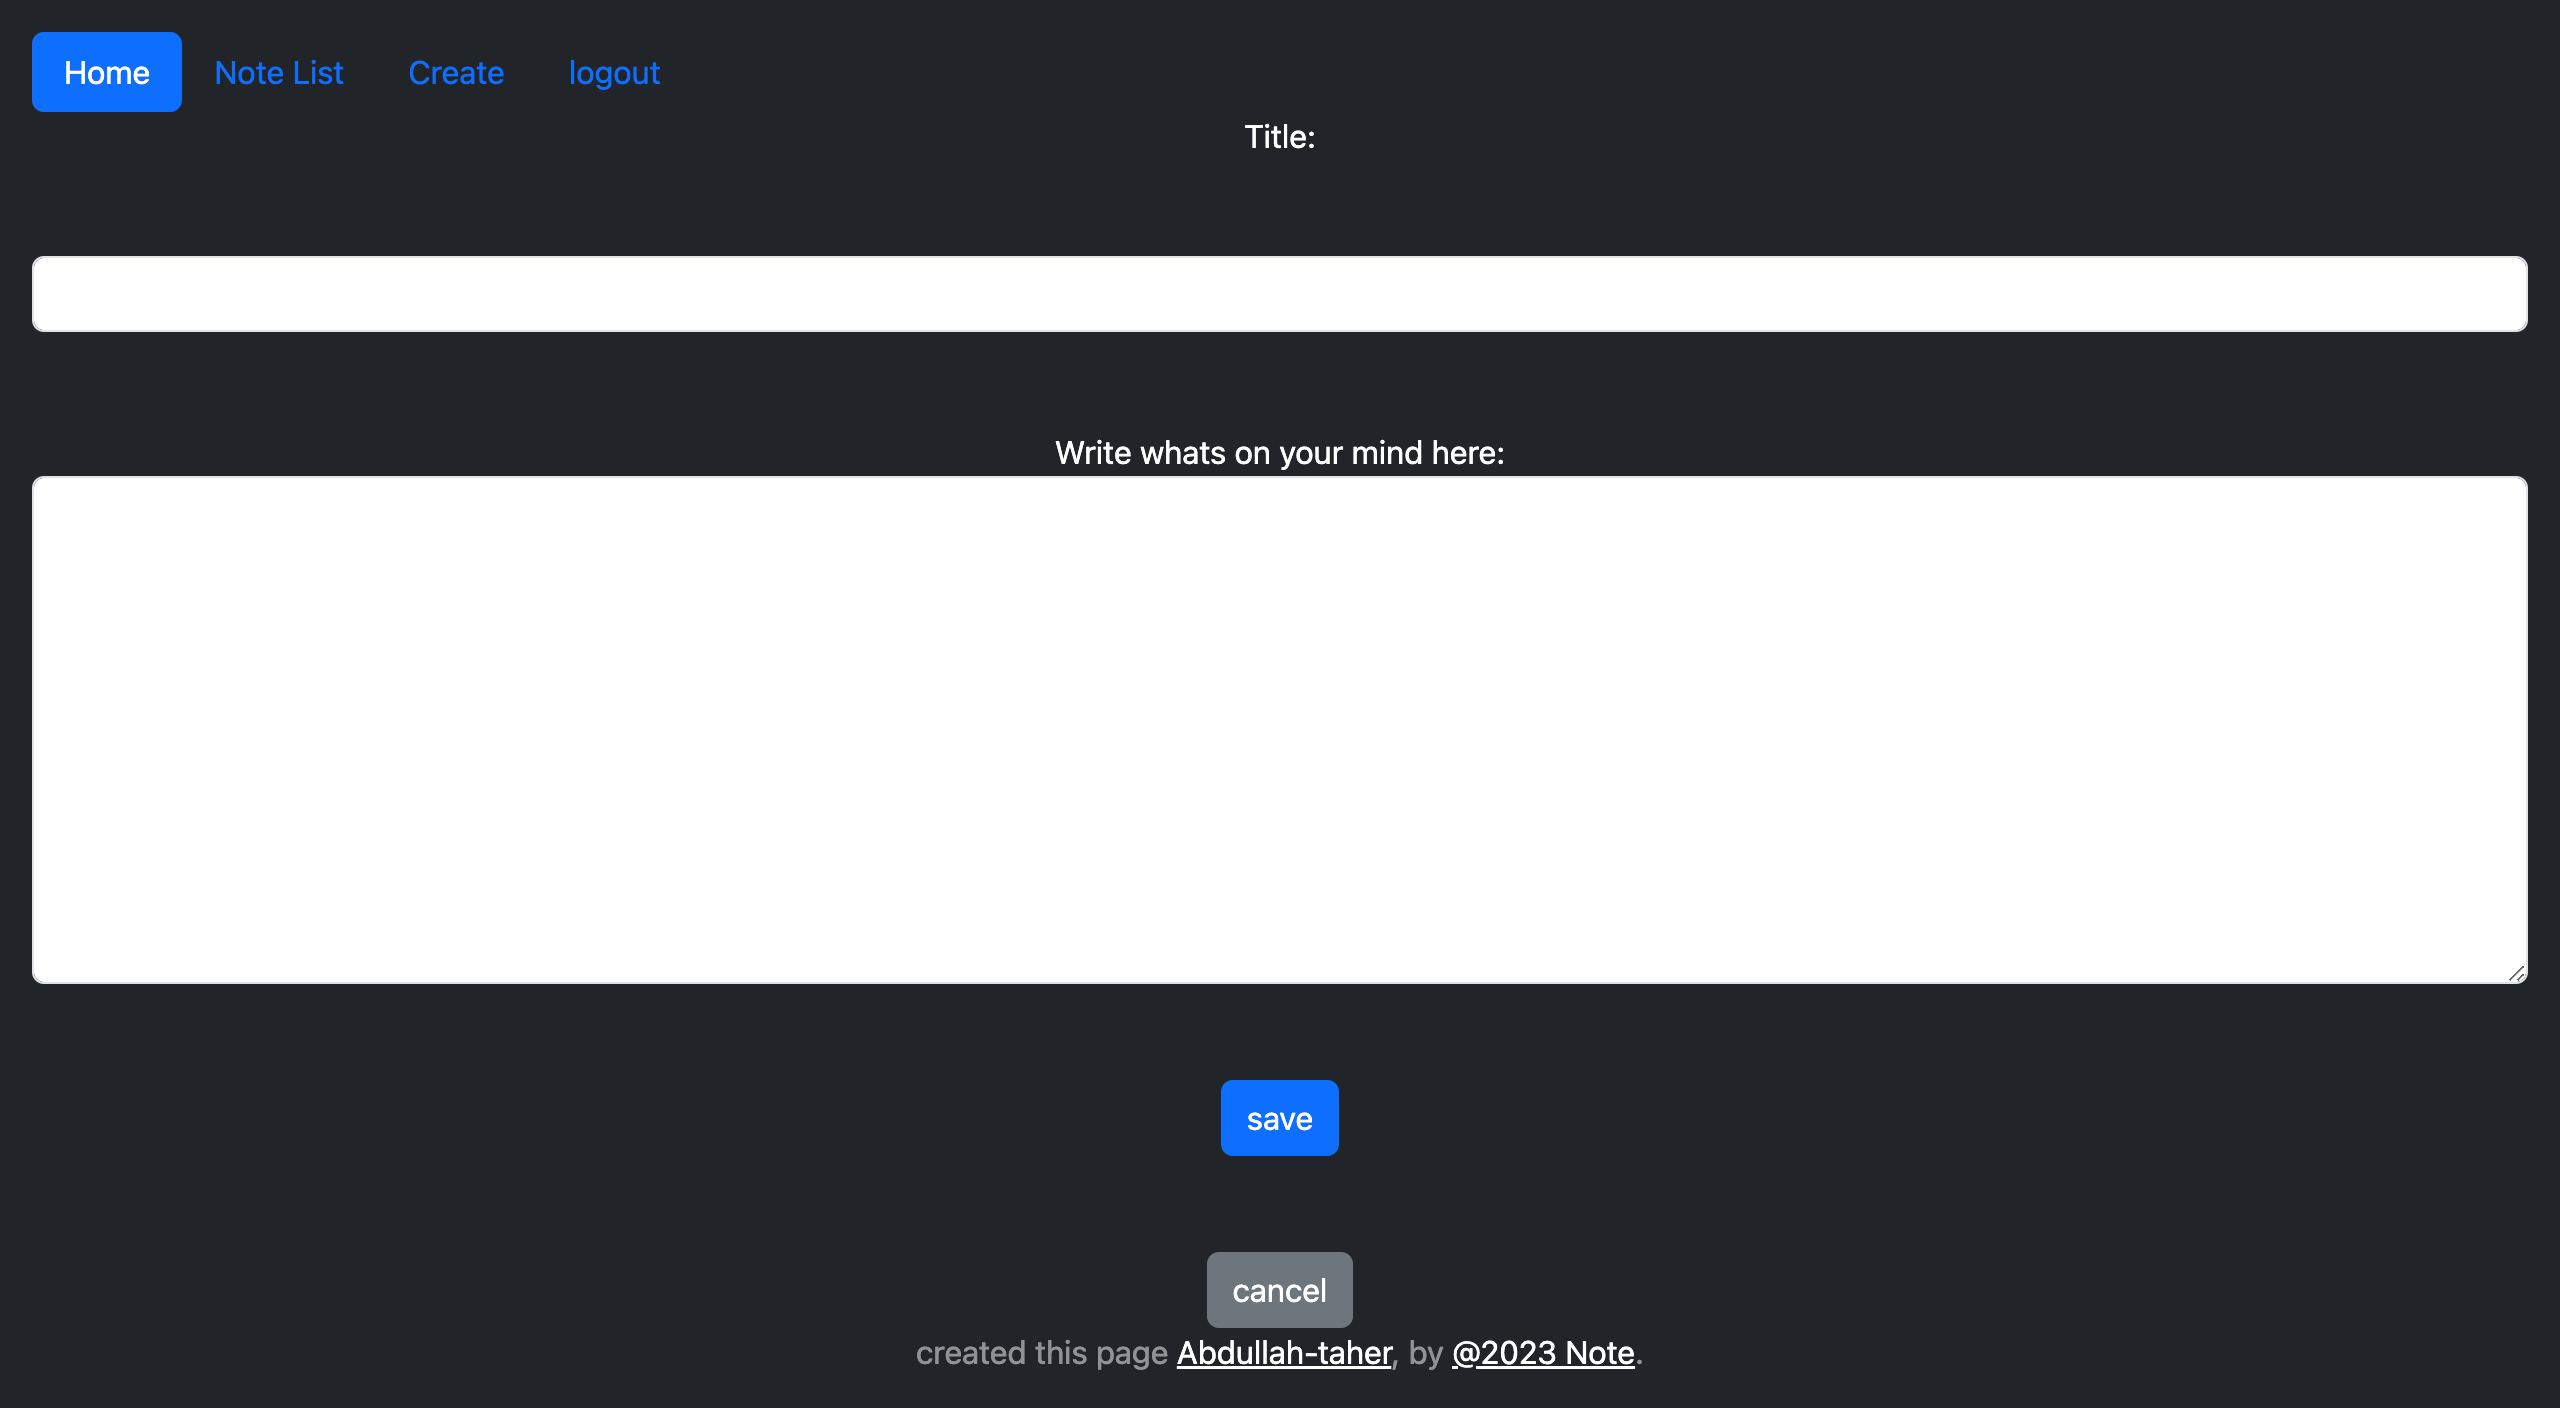 Home Note List Create logout
Title:
Write whats on your mind here:
save
cancel
created this page Abdullah-taher, by @2023 Note.